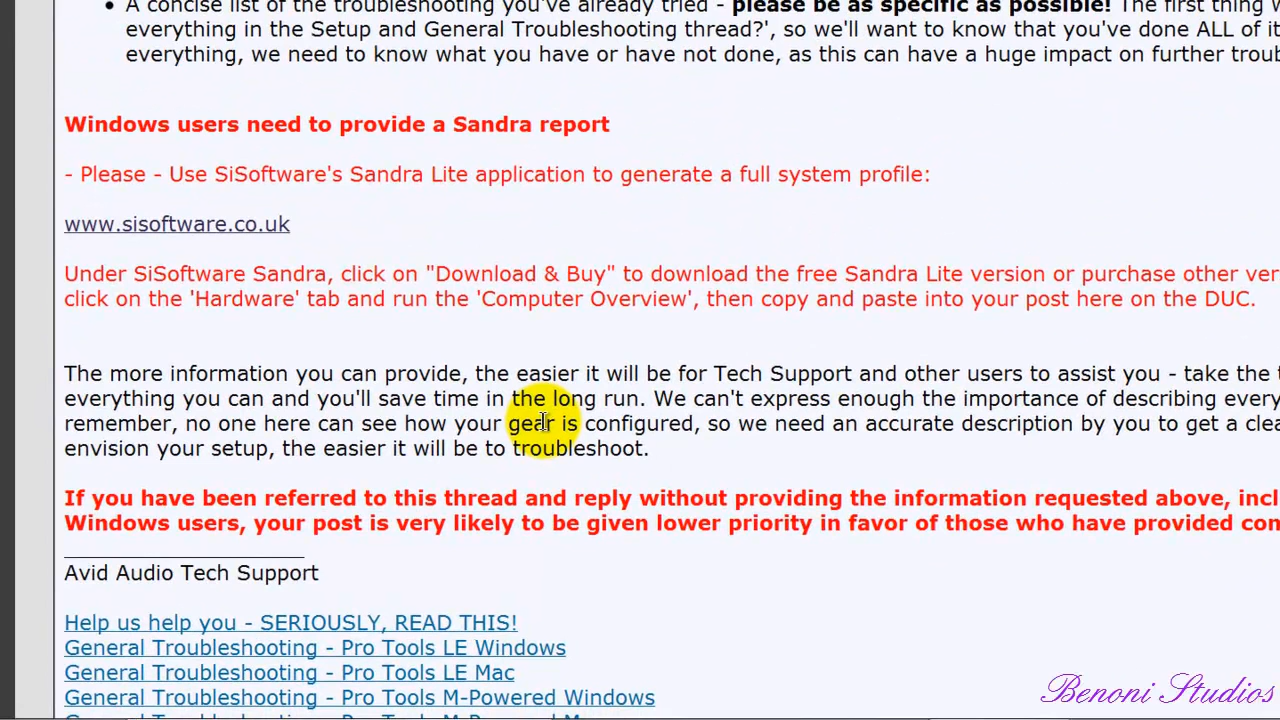 A concise list of the troubleshooting you've already tried - please be as specific as possible! The first thing
everything in the Setup and General Troubleshooting thread?', so we'll want to know that you've done ALL of
everything, we need to know what you have or have not done, as this can have a huge impact on further
Windows users need to provide a Sandra report
- Please - Use SiSoftware's Sandra Lite application to generate a full system profile:
www.sisoftware.co.uk
Under SiSoftware Sandra, click on "Download & Buy" to download the free Sandra Lite version or purchase other
click on the 'Hardware' tab and run the 'Computer Overview', then copy and paste into your post here on the DUC.
The more information you can provide, the easier it will be for Tech Support and other users to assist you - take the
everything you can and you'll save time in the long run. We can't express enough the importance of describing
remember, no one here can see how your gear is configured, so we need an accurate description by you to get a
envision your setup, the easier it will be to troubleshoot.
If you have been referred to this thread and reply without providing the information requested above,
Windows users, your post is very likely to be given lower priority in favor of those who have provided
Avid Audio Tech Support
Help us help you - SERIOUSLY, READ THIS!
General Troubleshooting - Pro Tools LE Windows
General Troubleshooting - Pro Tools LE Mac
General Troubleshooting - Pro Tools M-Powered Windows
Benoni Studios